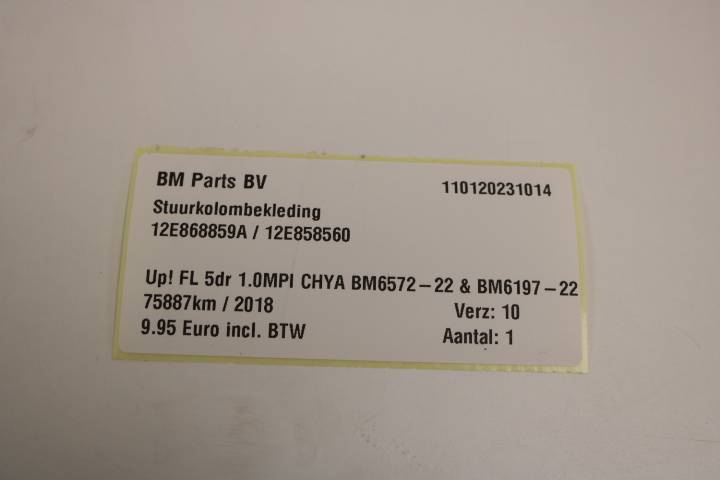 BM Parts BV 110120231014
Stuurkolombekleding
12E868859A / 12E858560
Up! FL 5dr 1.0MPI CHYA BM6572-22 & BM6197-22
75887km / 2018 Verz: 10
9.95 Euro incl. BTW Aantal: 1